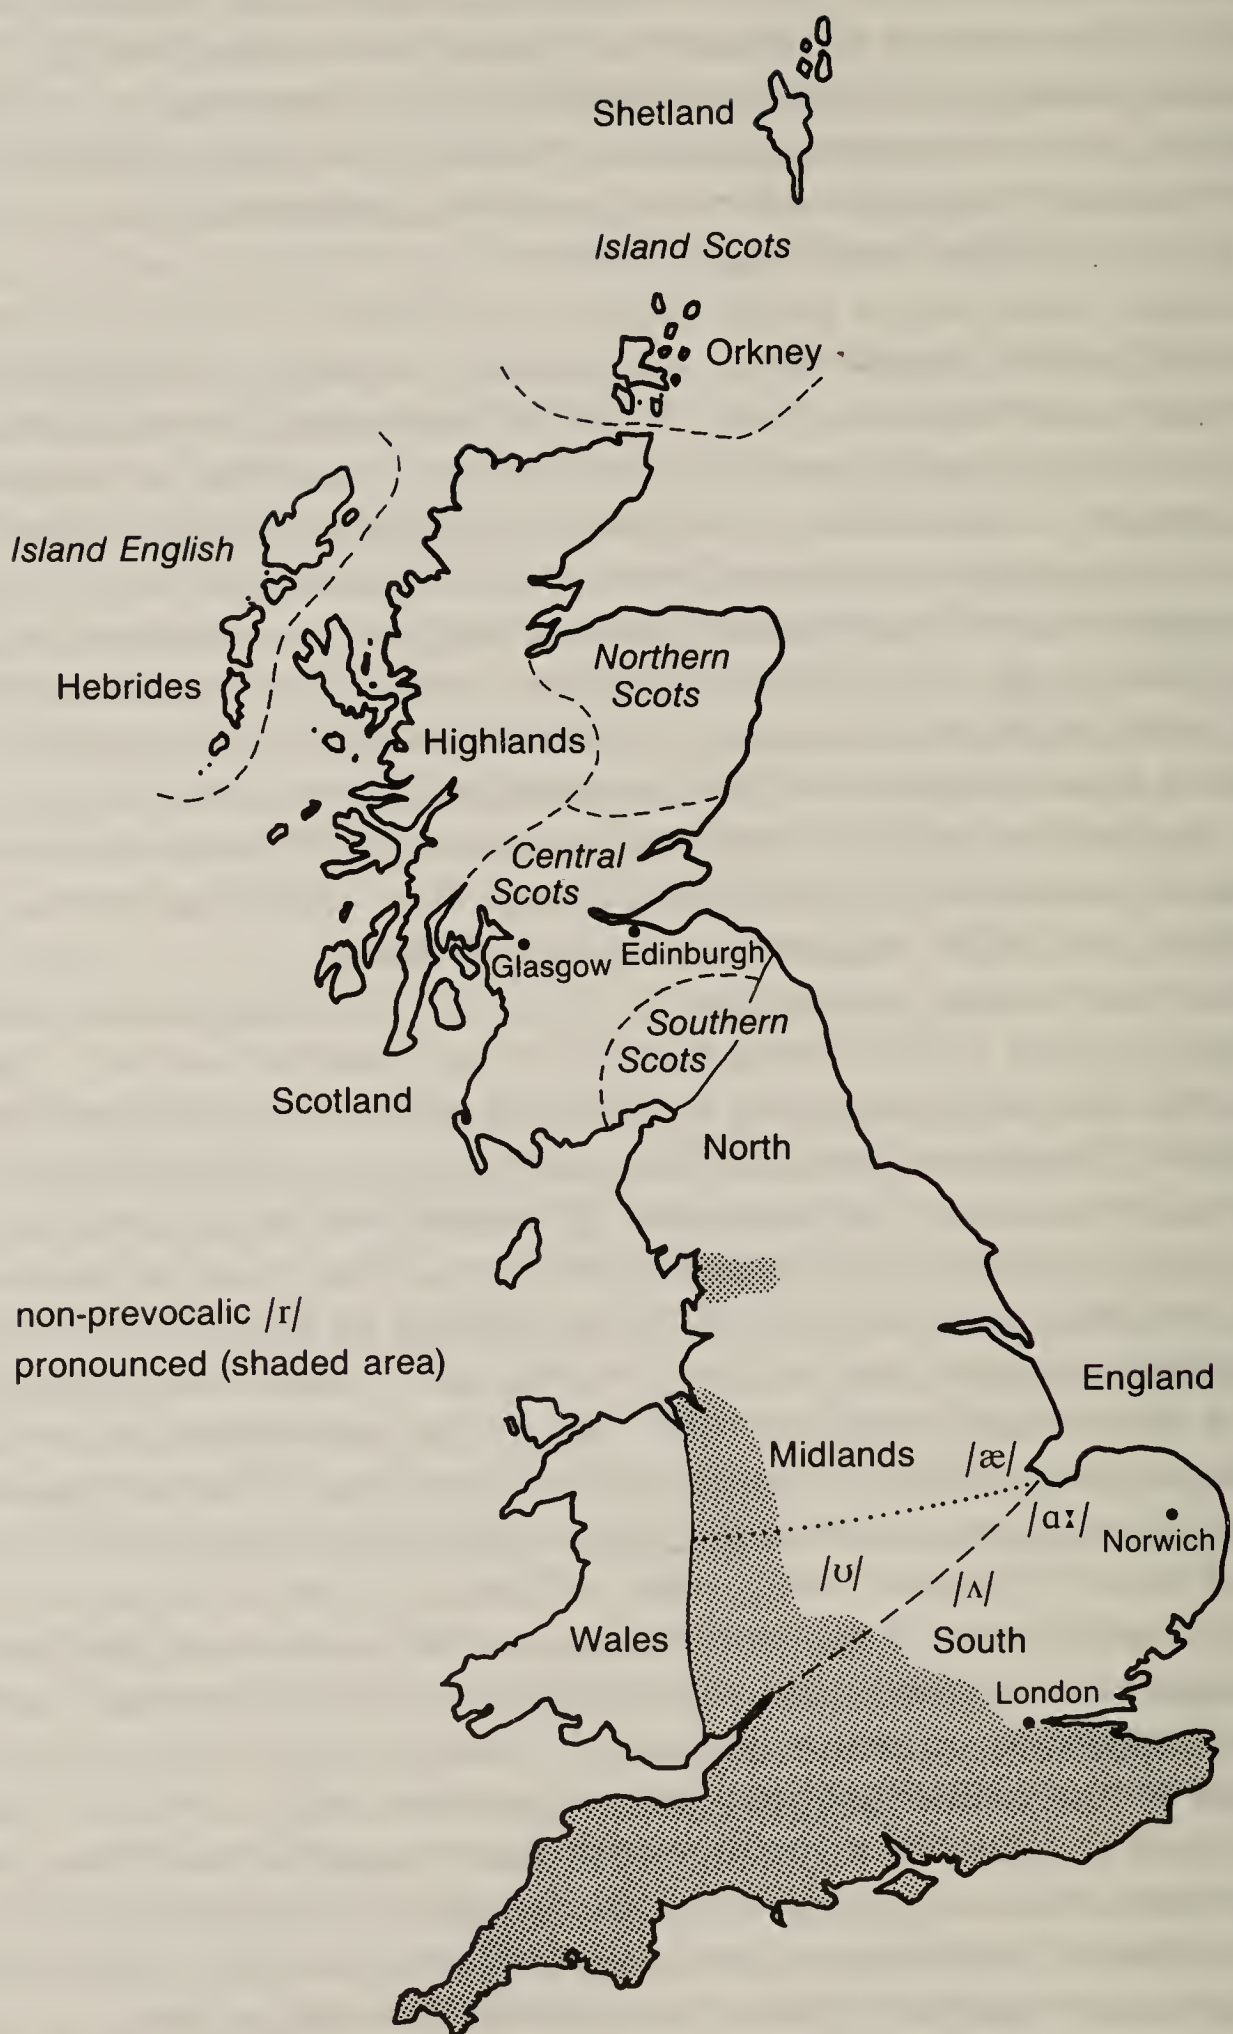 Shetland
Island Scots
Orkney
Island English
Hebrides
Northern
Scots
Highlands
Central
Scots
Glasgow
Edinburgh
Southern
Scots
Scotland
North
non-prevocalic /r/
pronounced (shaded area)
England
Midlands
/æ/
/ɑː/
Norwich
/ʊ/
/ʌ/
Wales
South
London